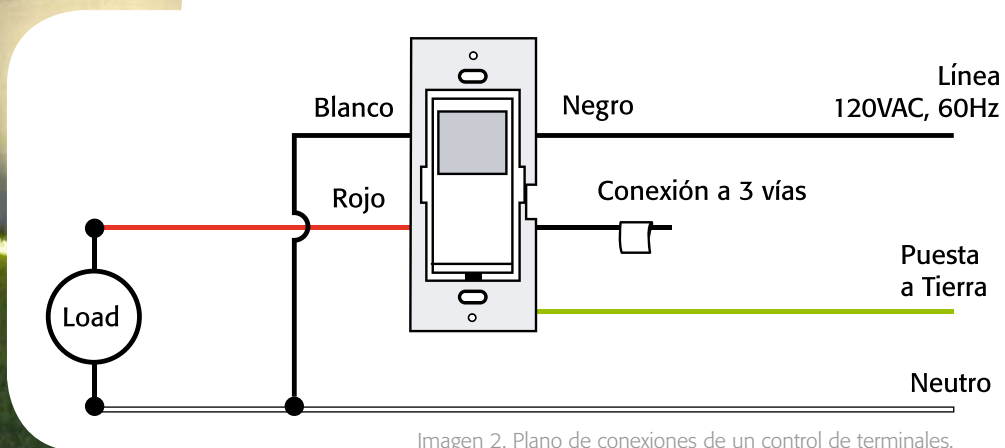 Línea
120VAC, 60Hz
Blanco
Negro
Rojo
Conexión a 3 vías
Puesta
a Tierra
Load
Neutro
Imagen 2. Plano de conexiones de un control de terminales.